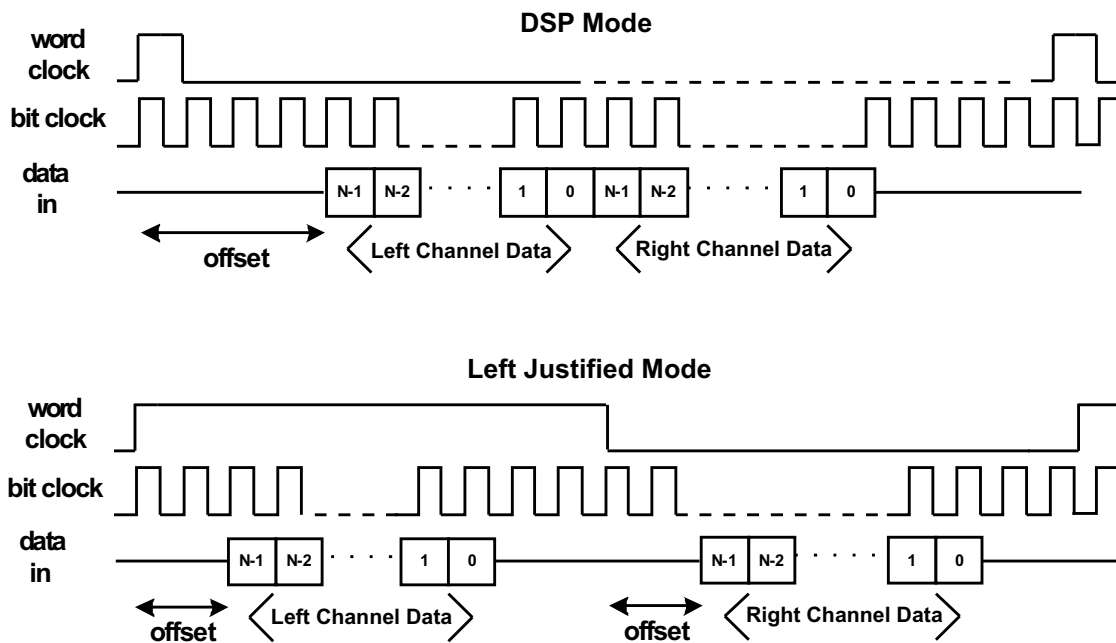 DSP Mode
word
clock
bit clock
data
in
N-1 N-2 1 0 N-1 N-2 1 0
offset
Left Channel Data
Right Channel Data
Left Justified Mode
word
clock
bit clock
data
in
N-1 N-2 1 0 N-1 N-2 1 0
offset
Left Channel Data
offset
Right Channel Data